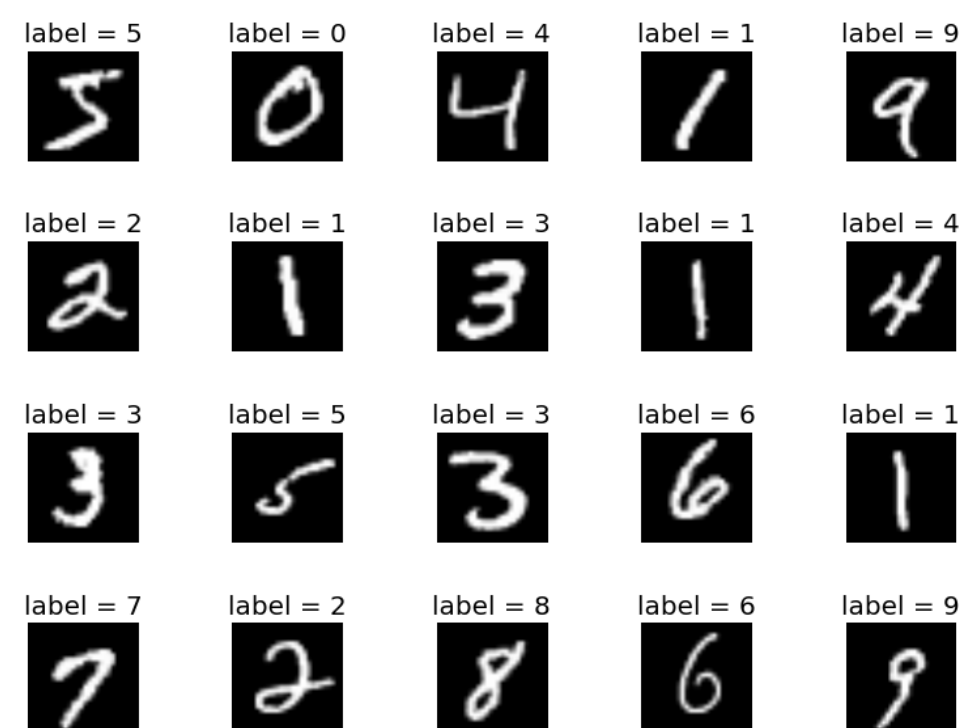 label = 5 label = 0 label = 4 label = 1 label = 9
5 0 4 1 9
label = 2 label = 1 label = 3 label = 1 label = 4
2 1 3 1 4
label = 3 label = 5 label = 3 label = 6 label = 1
3 5 3 6 1
label = 7 label = 2 label = 8 label = 6 label = 9
7 2 8 6 9